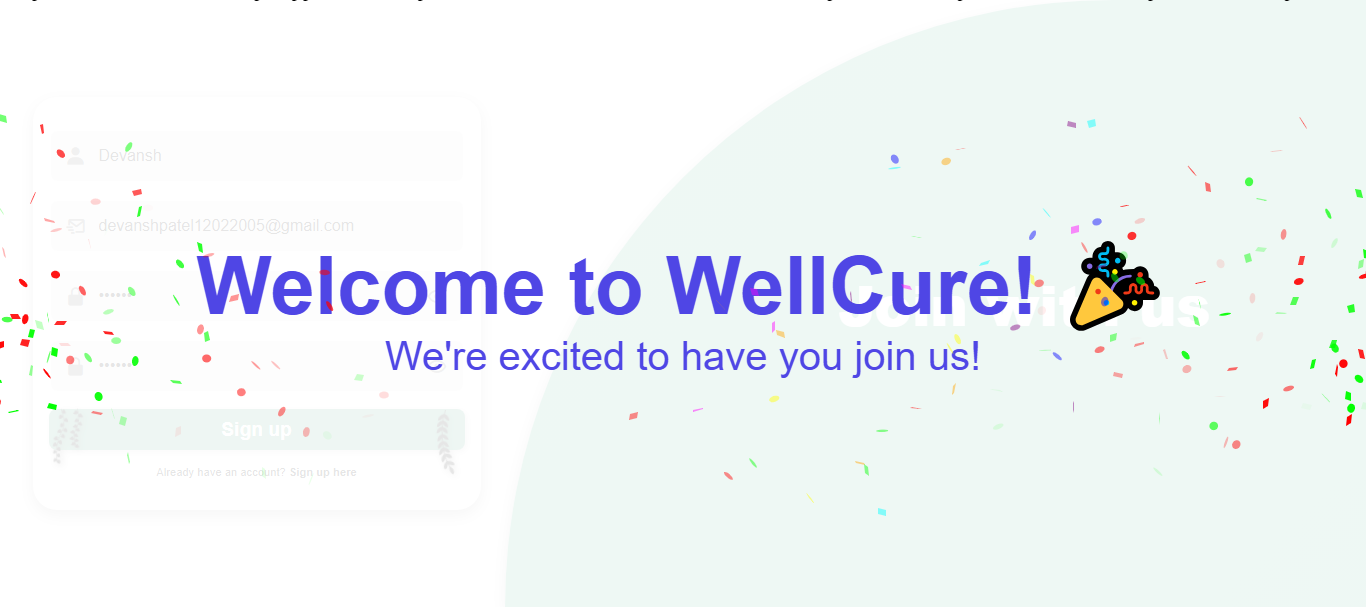 Devansh
devanshpatel12022005@gmail.com
Welcome to WellCure!
Join with us
We're excited to have you join us!
Sign up
Already have an account? Sign up here